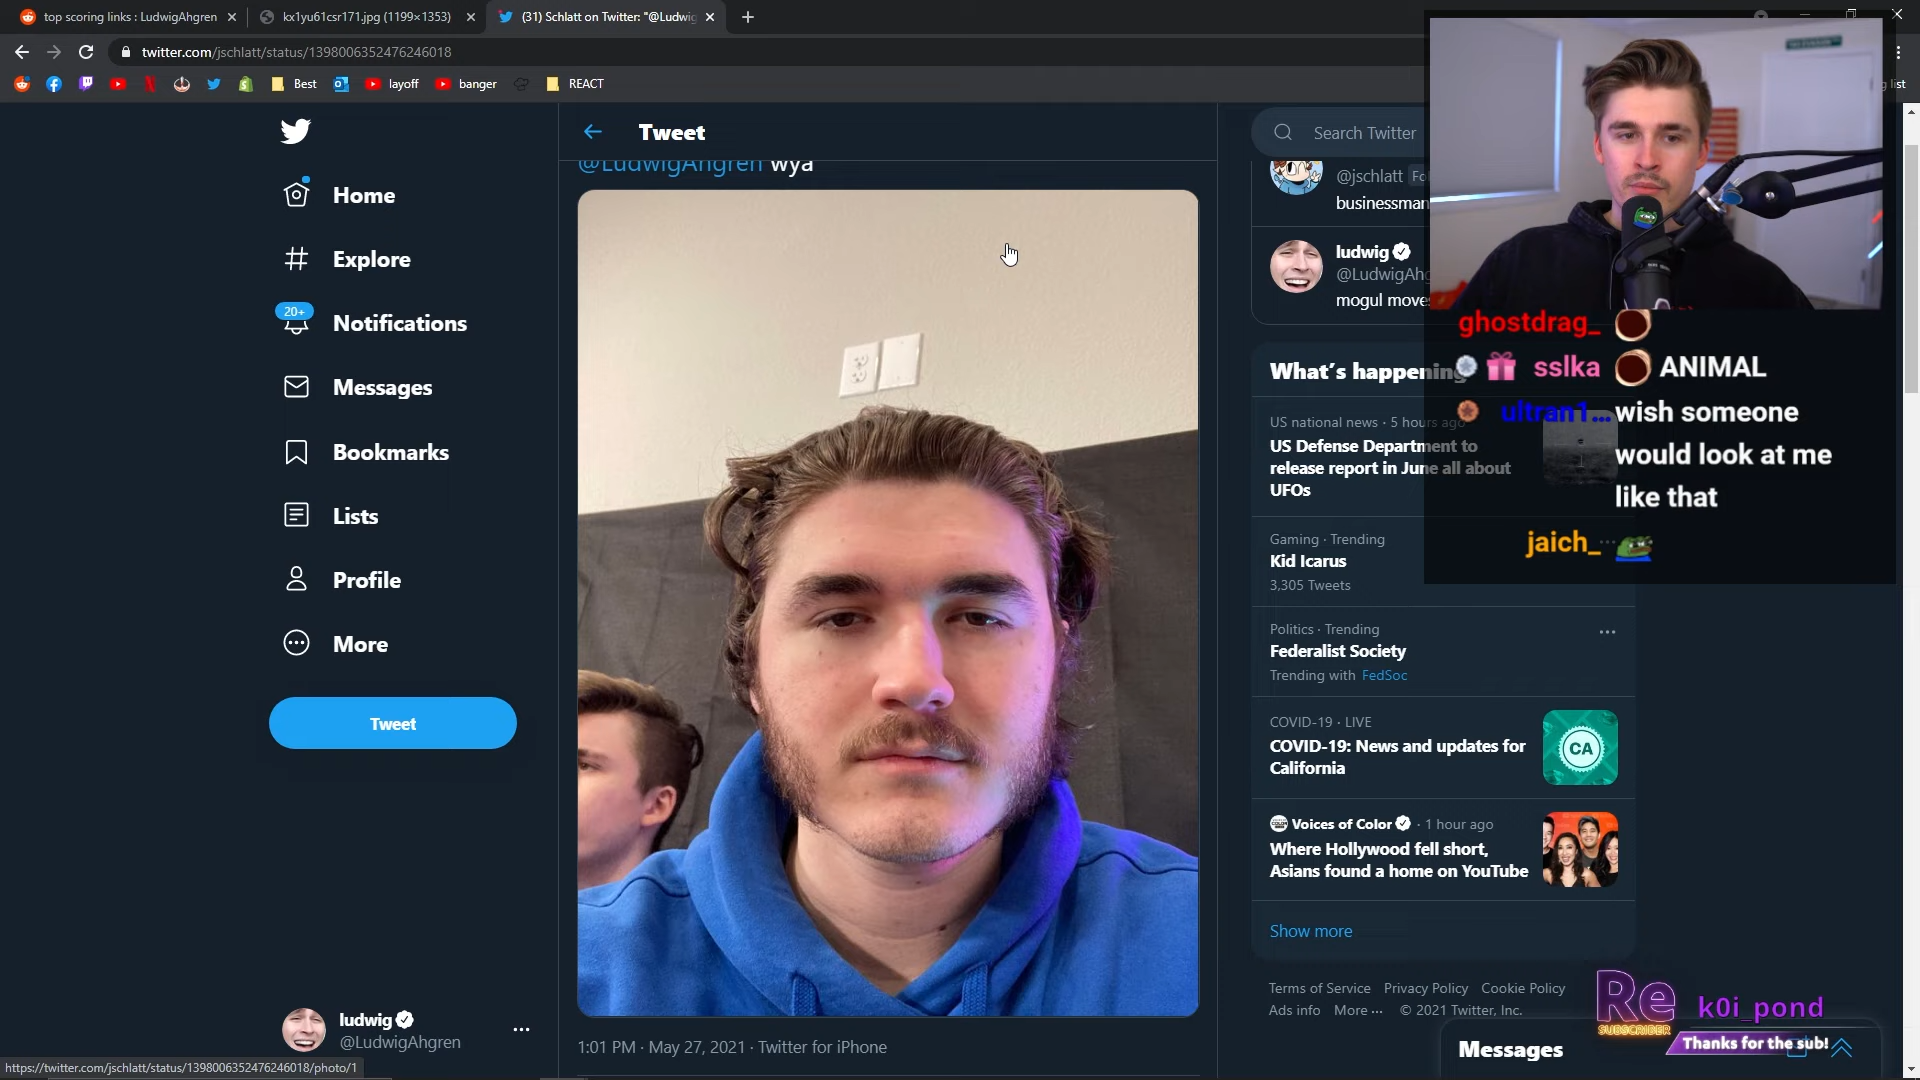 top scoring links : LudwigAhgren
kx1yu61csr171.jpg (1199×1353)
(31) Schlatt on Twitter: "@Ludwig
twitter.com/jschlatt/status/1398006352476246018
Best
layoff
banger
REACT
list
Home
Explore
20+
Notifications
Messages
Bookmarks
Lists
Profile
More
Tweet
ludwig
@LudwigAhgren
https://twitter.com/jschlatt/status/1398006352476246018/photo/1
Tweet
@LudwigAhgren wya
1:01 PM · May 27, 2021 · Twitter for iPhone
Search Twitter
@jschlatt
businessman
ludwig
@LudwigAhg
mogul moves
What's happening
US national news · 5 hours ago
US Defense Department to
release report in June all about
UFOs
Gaming · Trending
Kid Icarus
3,305 Tweets
Politics · Trending
Federalist Society
Trending with FedSoc
COVID-19 · LIVE
COVID-19: News and updates for
California
CA
Voices of Color · 1 hour ago
Where Hollywood fell short,
Asians found a home on YouTube
Show more
Terms of Service Privacy Policy Cookie Policy
Ads info More ··· © 2021 Twitter, Inc.
Messages
ghostdrag_
sslka ANIMAL
ultran1... wish someone
would look at me
like that
jaich_
Re
SUBSCRIBER
k0i_pond
Thanks for the sub!